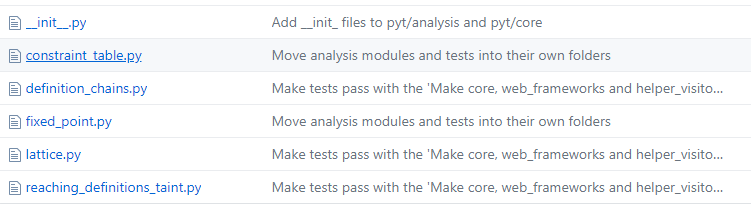 __init__.py Add __init_ files to pyt/analysis and pyt/core
constraint_table.py Move analysis modules and tests into their own folders
definition_chains.py Make tests pass with the 'Make core, web_frameworks and helper_visito...
fixed_point.py Move analysis modules and tests into their own folders
lattice.py Make tests pass with the 'Make core, web_frameworks and helper_visito...
reaching_definitions_taint.py Make tests pass with the 'Make core, web_frameworks and helper_visito...